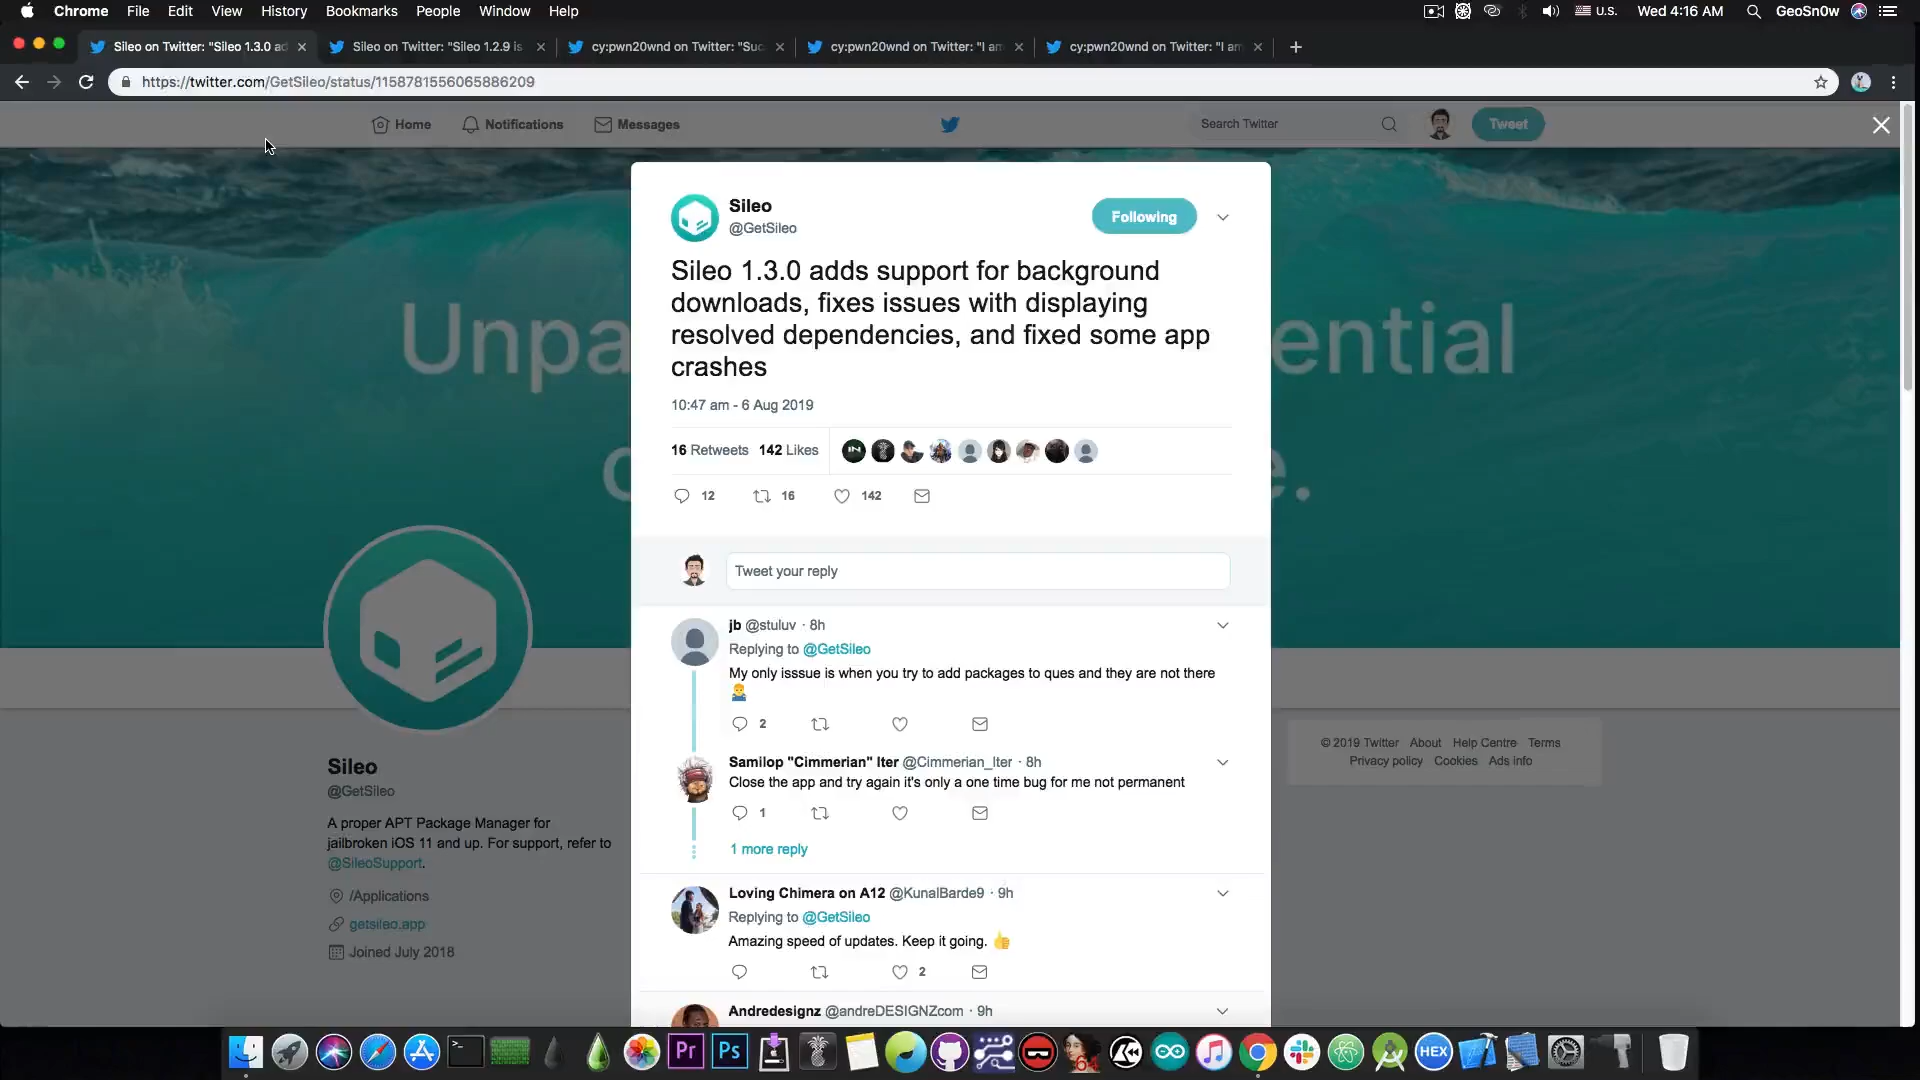 Chrome File Edit View History Bookmarks People Window Help U.S. Wed 4:16 AM GeoSn0w
Sileo on Twitter: "Sileo 1.3.0 ad Sileo on Twitter: "Sileo 1.2.9 is cy:pwn20wnd on Twitter: "Suc cy:pwn20wnd on Twitter: "I am cy:pwn20wnd on Twitter: "I am
https://twitter.com/GetSileo/status/1158781556065886209
Home Notifications Messages Search Twitter Tweet
Sileo
@GetSileo
Following
Sileo 1.3.0 adds support for background
downloads, fixes issues with displaying
resolved dependencies, and fixed some app
crashes
10:47 am - 6 Aug 2019
16 Retweets 142 Likes
12 16 142
Tweet your reply
jb @stuluv · 8h
Replying to @GetSileo
My only isssue is when you try to add packages to ques and they are not there
🤷‍♂️
2
Samilop "Cimmerian" Iter @Cimmerian_Iter · 8h
Close the app and try again it's only a one time bug for me not permanent
1
1 more reply
Loving Chimera on A12 @KunalBarde9 · 9h
Replying to @GetSileo
Amazing speed of updates. Keep it going. 👍
2
Andredesignz @andreDESIGNZcom · 9h
Unpa ential
c e.
Sileo
@GetSileo
A proper APT Package Manager for
jailbroken iOS 11 and up. For support, refer to
@SileoSupport.
/Applications
getsileo.app
Joined July 2018
© 2019 Twitter About Help Centre Terms
Privacy policy Cookies Ads info
Pr Ps 64 HEX